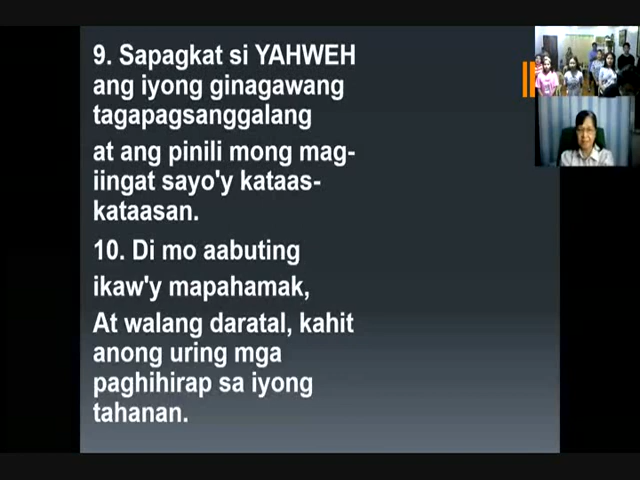 9. Sapagkat si YAHWEH
ang iyong ginagawang
tagapagsanggalang
at ang pinili mong mag-
iingat sayo'y kataas-
kataasan.
10. Di mo aabuting
ikaw'y mapahamak,
At walang daratal, kahit
anong uring mga
paghihirap sa iyong
tahanan.